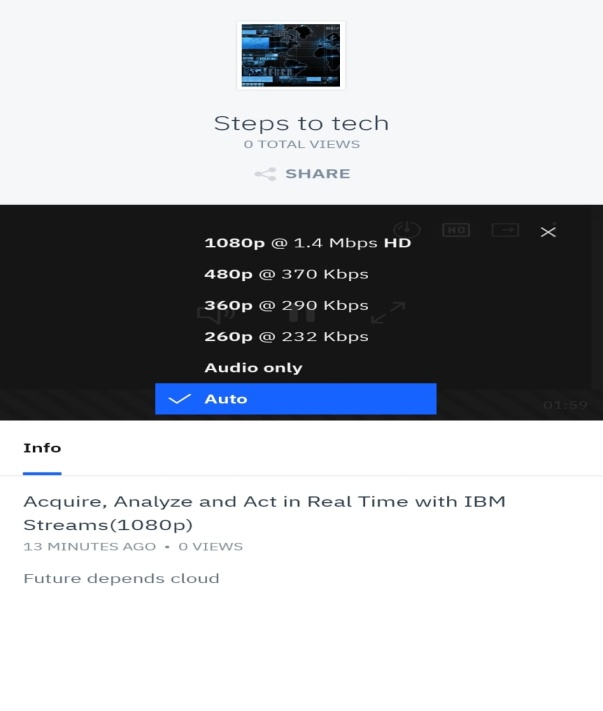 Steps to tech
0 TOTAL VIEWS
SHARE
HD
1080p @ 1.4 Mbps HD
480p @ 370 Kbps
360p @ 290 Kbps
260p @ 232 Kbps
Audio only
Auto
01:59
Info
Acquire, Analyze and Act in Real Time with IBM
Streams(1080p)
13 MINUTES AGO • 0 VIEWS
Future depends cloud